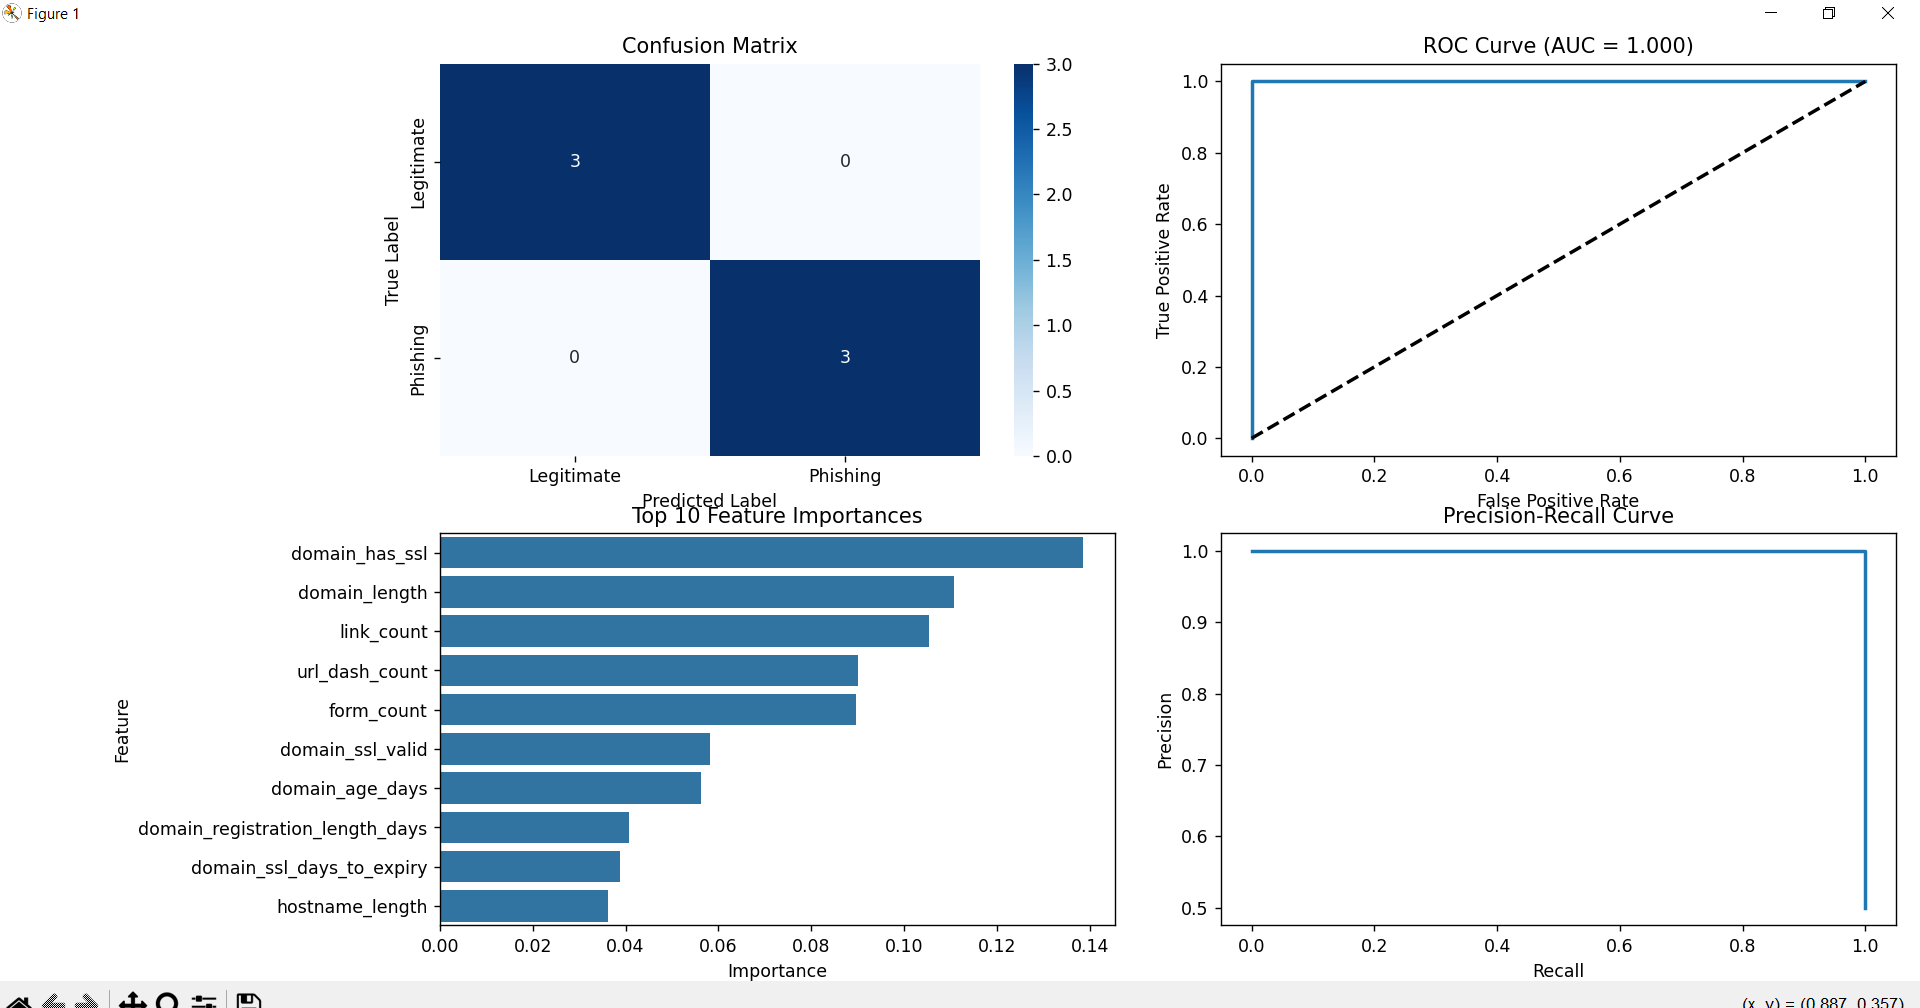 Figure 1
Confusion Matrix
True Label
Legitimate
Phishing
3
0
0
3
Legitimate
Phishing
Predicted Label
3.0
2.5
2.0
1.5
1.0
0.5
0.0
ROC Curve (AUC = 1.000)
True Positive Rate
1.0
0.8
0.6
0.4
0.2
0.0
0.0
0.2
0.4
0.6
0.8
1.0
False Positive Rate
Top 10 Feature Importances
Feature
domain_has_ssl
domain_length
link_count
url_dash_count
form_count
domain_ssl_valid
domain_age_days
domain_registration_length_days
domain_ssl_days_to_expiry
hostname_length
0.00
0.02
0.04
0.06
0.08
0.10
0.12
0.14
Importance
Precision-Recall Curve
Precision
1.0
0.9
0.8
0.7
0.6
0.5
0.0
0.2
0.4
0.6
0.8
1.0
Recall
(x, y) = (0.887, 0.357)